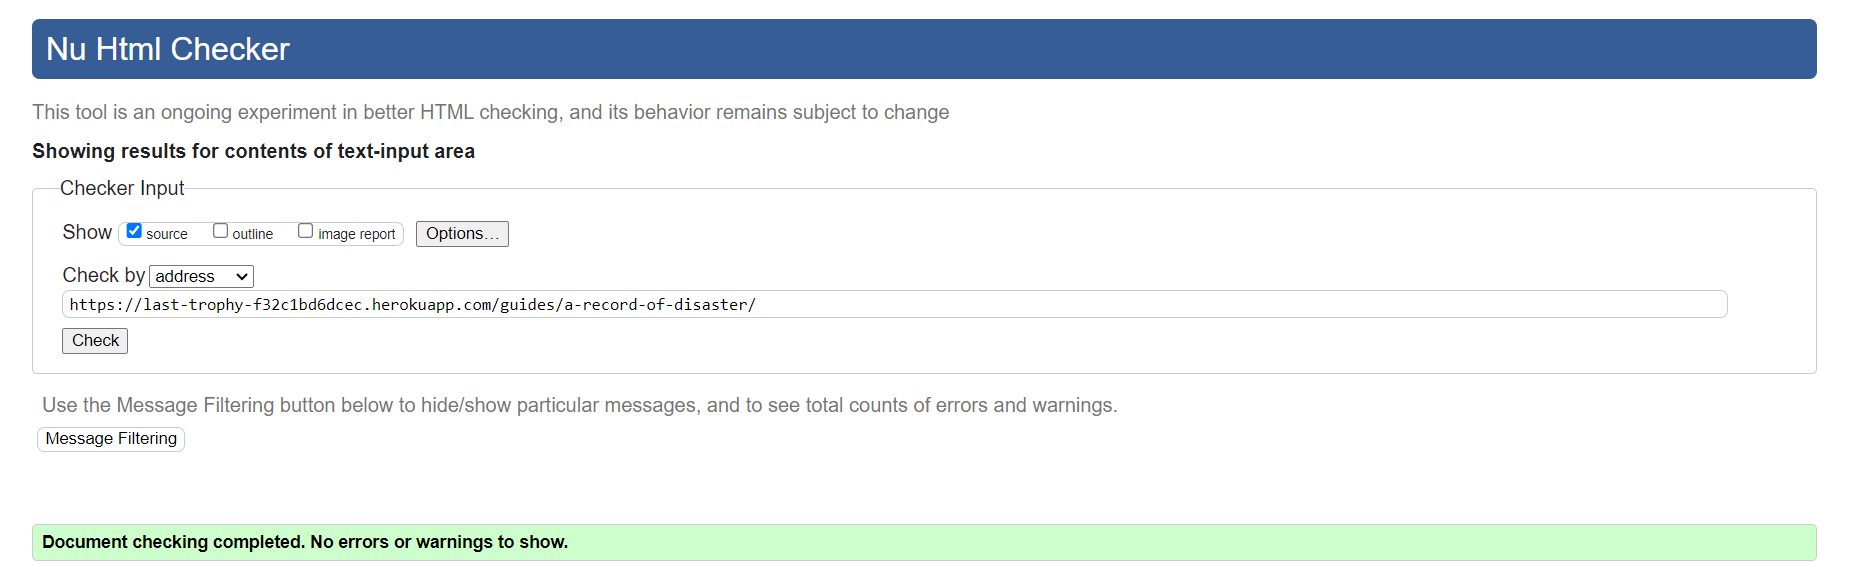 Nu Html Checker
This tool is an ongoing experiment in better HTML checking, and its behavior remains subject to change
Showing results for contents of text-input area
Checker Input
Show source outline image report Options...
Check by address
https://last-trophy-f32c1bd6dcec.herokuapp.com/guides/a-record-of-disaster/
Check
Use the Message Filtering button below to hide/show particular messages, and to see total counts of errors and warnings.
Message Filtering
Document checking completed. No errors or warnings to show.